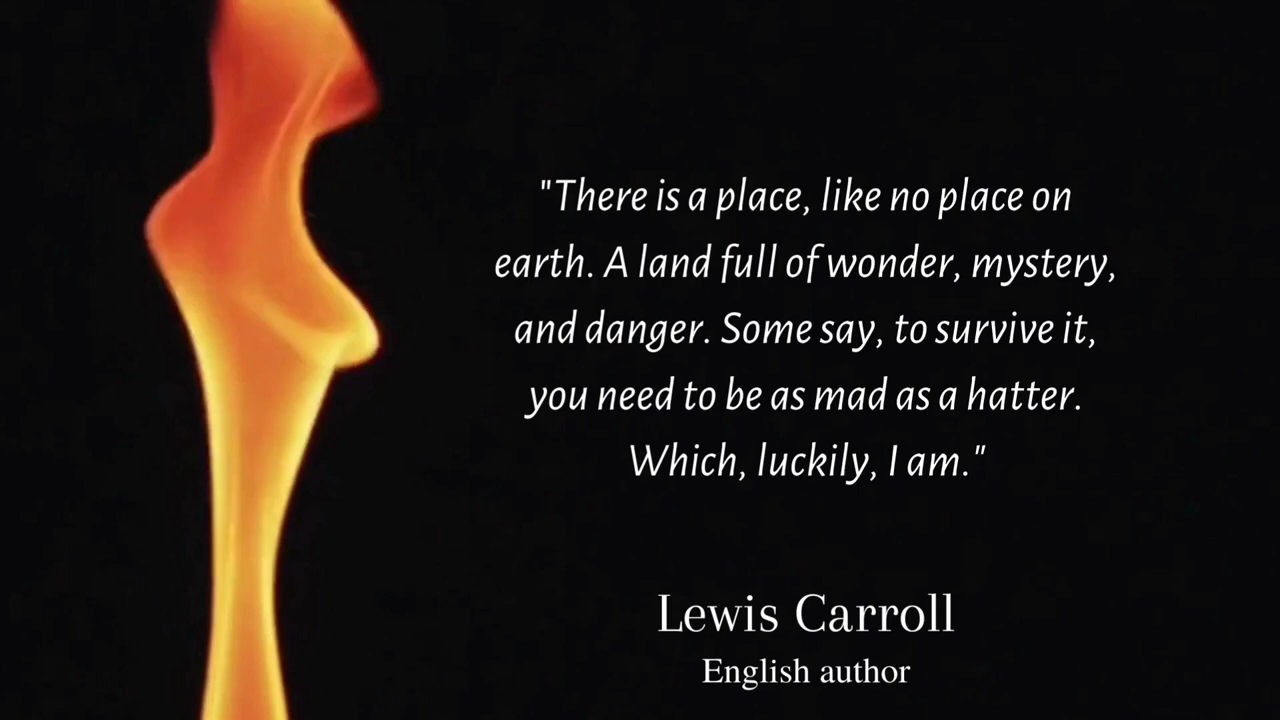 "There is a place, like no place on
earth. A land full of wonder, mystery,
and danger. Some say, to survive it,
you need to be as mad as a hatter.
Which, luckily, I am."
Lewis Carroll
English author